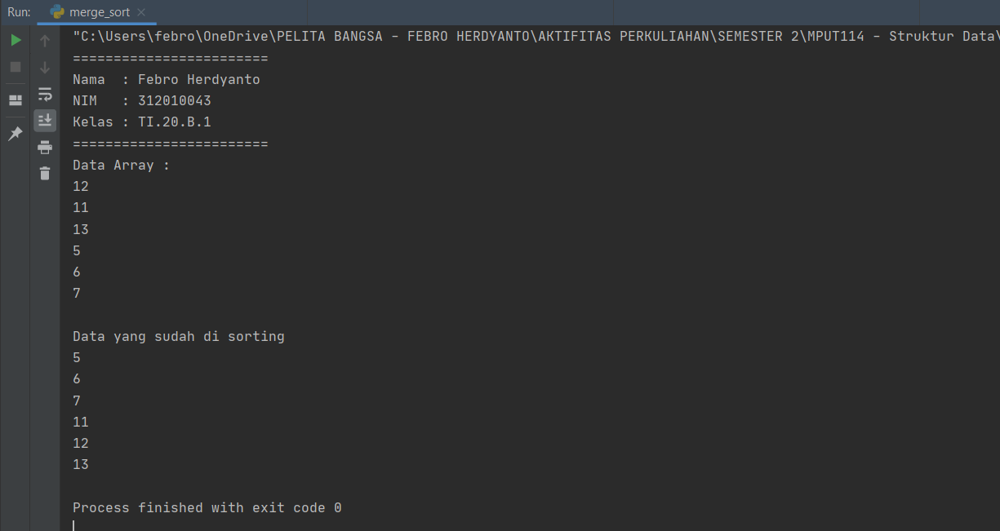 Run: merge_sort
"C:\Users\febro\OneDrive\PELITA BANGSA - FEBRO HERDYANTO\AKTIFITAS PERKULIAHAN\SEMESTER 2\MPUT114 - Struktur Data\
========================
Nama  : Febro Herdyanto
NIM   : 312010043
Kelas : TI.20.B.1
========================
Data Array :
12
11
13
5
6
7
Data yang sudah di sorting
5
6
7
11
12
13
Process finished with exit code 0